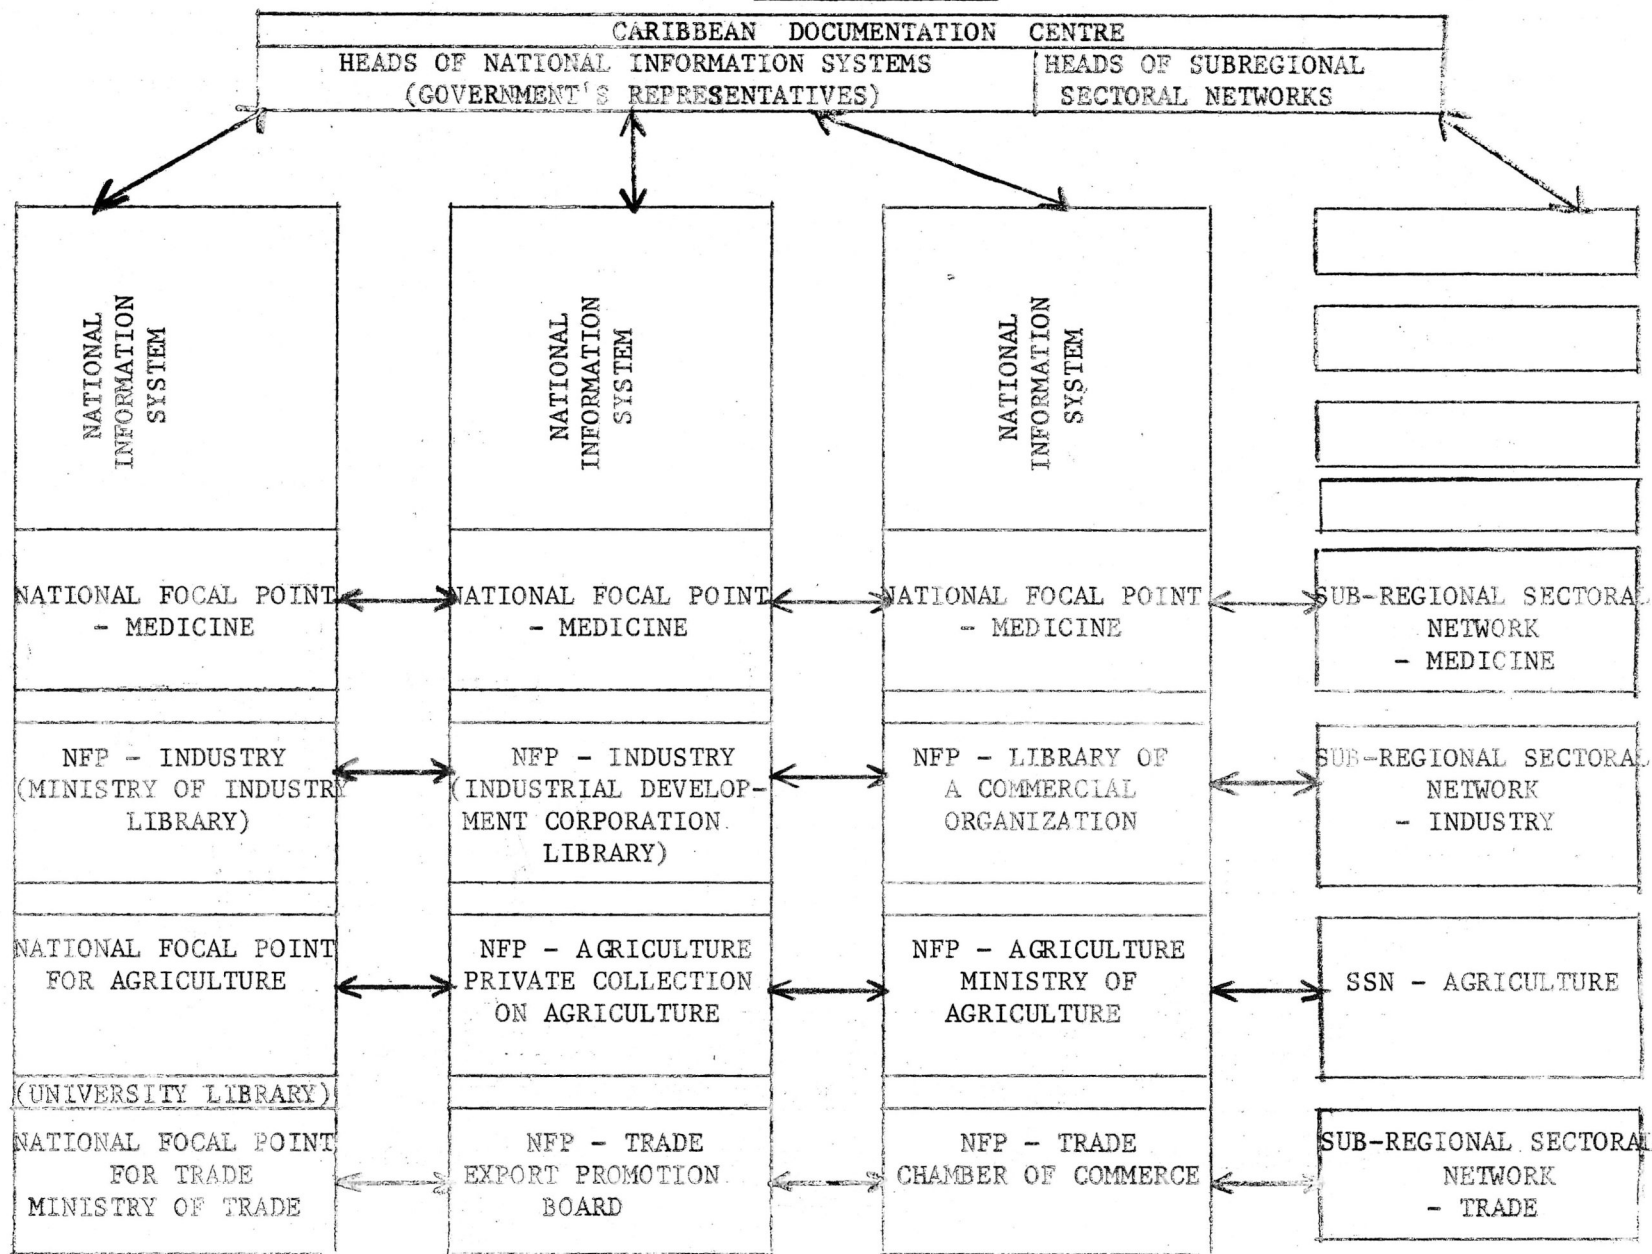 CARIBBEAN DOCUMENTATION CENTRE
HEADS OF NATIONAL INFORMATION SYSTEMS
(GOVERNMENT'S REPRESENTATIVES)
HEADS OF SUBREGIONAL
SECTORAL NETWORKS
NATIONAL
INFORMATION
SYSTEM
NATIONAL
INFORMATION
SYSTEM
NATIONAL
INFORMATION
SYSTEM
NATIONAL FOCAL POINT
- MEDICINE
NATIONAL FOCAL POINT
- MEDICINE
NATIONAL FOCAL POINT
- MEDICINE
SUB-REGIONAL SECTORAL
NETWORK
- MEDICINE
NFP - INDUSTRY
(MINISTRY OF INDUSTRY
LIBRARY)
NFP - INDUSTRY
(INDUSTRIAL DEVELOP-
MENT CORPORATION
LIBRARY)
NFP - LIBRARY OF
A COMMERCIAL
ORGANIZATION
SUB-REGIONAL SECTORAL
NETWORK
- INDUSTRY
NATIONAL FOCAL POINT
FOR AGRICULTURE
(UNIVERSITY LIBRARY)
NFP - AGRICULTURE
PRIVATE COLLECTION
ON AGRICULTURE
NFP - AGRICULTURE
MINISTRY OF
AGRICULTURE
SSN - AGRICULTURE
NATIONAL FOCAL POINT
FOR TRADE
MINISTRY OF TRADE
NFP - TRADE
EXPORT PROMOTION
BOARD
NFP - TRADE
CHAMBER OF COMMERCE
SUB-REGIONAL SECTORAL
NETWORK
- TRADE